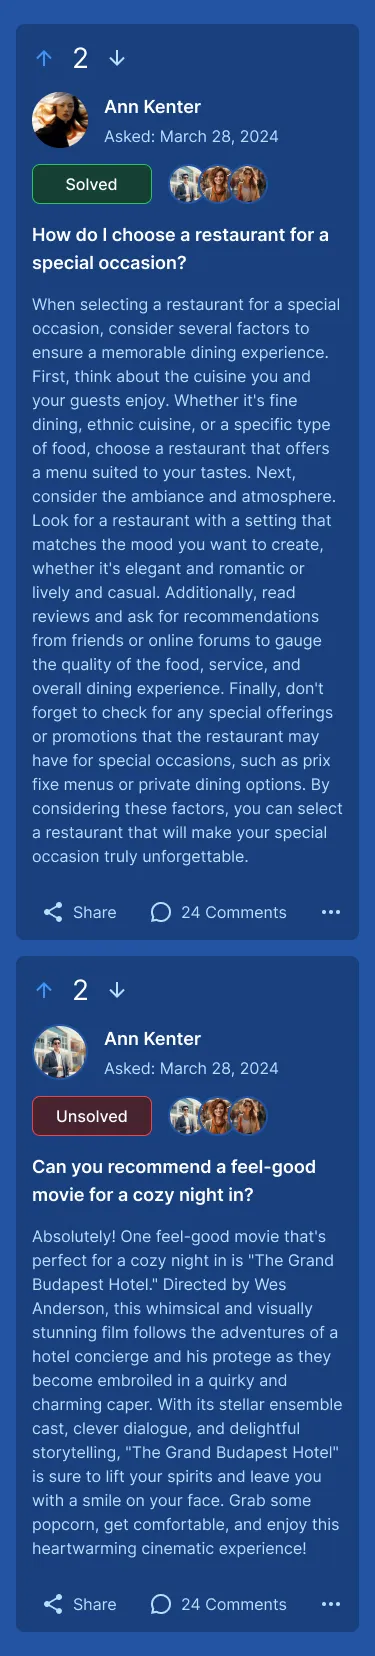 2
Ann Kenter
Asked: March 28, 2024
Solved
How do I choose a restaurant for a
special occasion?
When selecting a restaurant for a special
occasion, consider several factors to
ensure a memorable dining experience.
First, think about the cuisine you and
your guests enjoy. Whether it's fine
dining, ethnic cuisine, or a specific type
of food, choose a restaurant that offers
a menu suited to your tastes. Next,
consider the ambiance and atmosphere.
Look for a restaurant with a setting that
matches the mood you want to create,
whether it's elegant and romantic or
lively and casual. Additionally, read
reviews and ask for recommendations
from friends or online forums to gauge
the quality of the food, service, and
overall dining experience. Finally, don't
forget to check for any special offerings
or promotions that the restaurant may
have for special occasions, such as prix
fixe menus or private dining options. By
considering these factors, you can select
a restaurant that will make your special
occasion truly unforgettable.
Share 24 Comments
2
Ann Kenter
Asked: March 28, 2024
Unsolved
Can you recommend a feel-good
movie for a cozy night in?
Absolutely! One feel-good movie that's
perfect for a cozy night in is "The Grand
Budapest Hotel." Directed by Wes
Anderson, this whimsical and visually
stunning film follows the adventures of a
hotel concierge and his protege as they
become embroiled in a quirky and
charming caper. With its stellar ensemble
cast, clever dialogue, and delightful
storytelling, "The Grand Budapest Hotel"
is sure to lift your spirits and leave you
with a smile on your face. Grab some
popcorn, get comfortable, and enjoy this
heartwarming cinematic experience!
Share 24 Comments